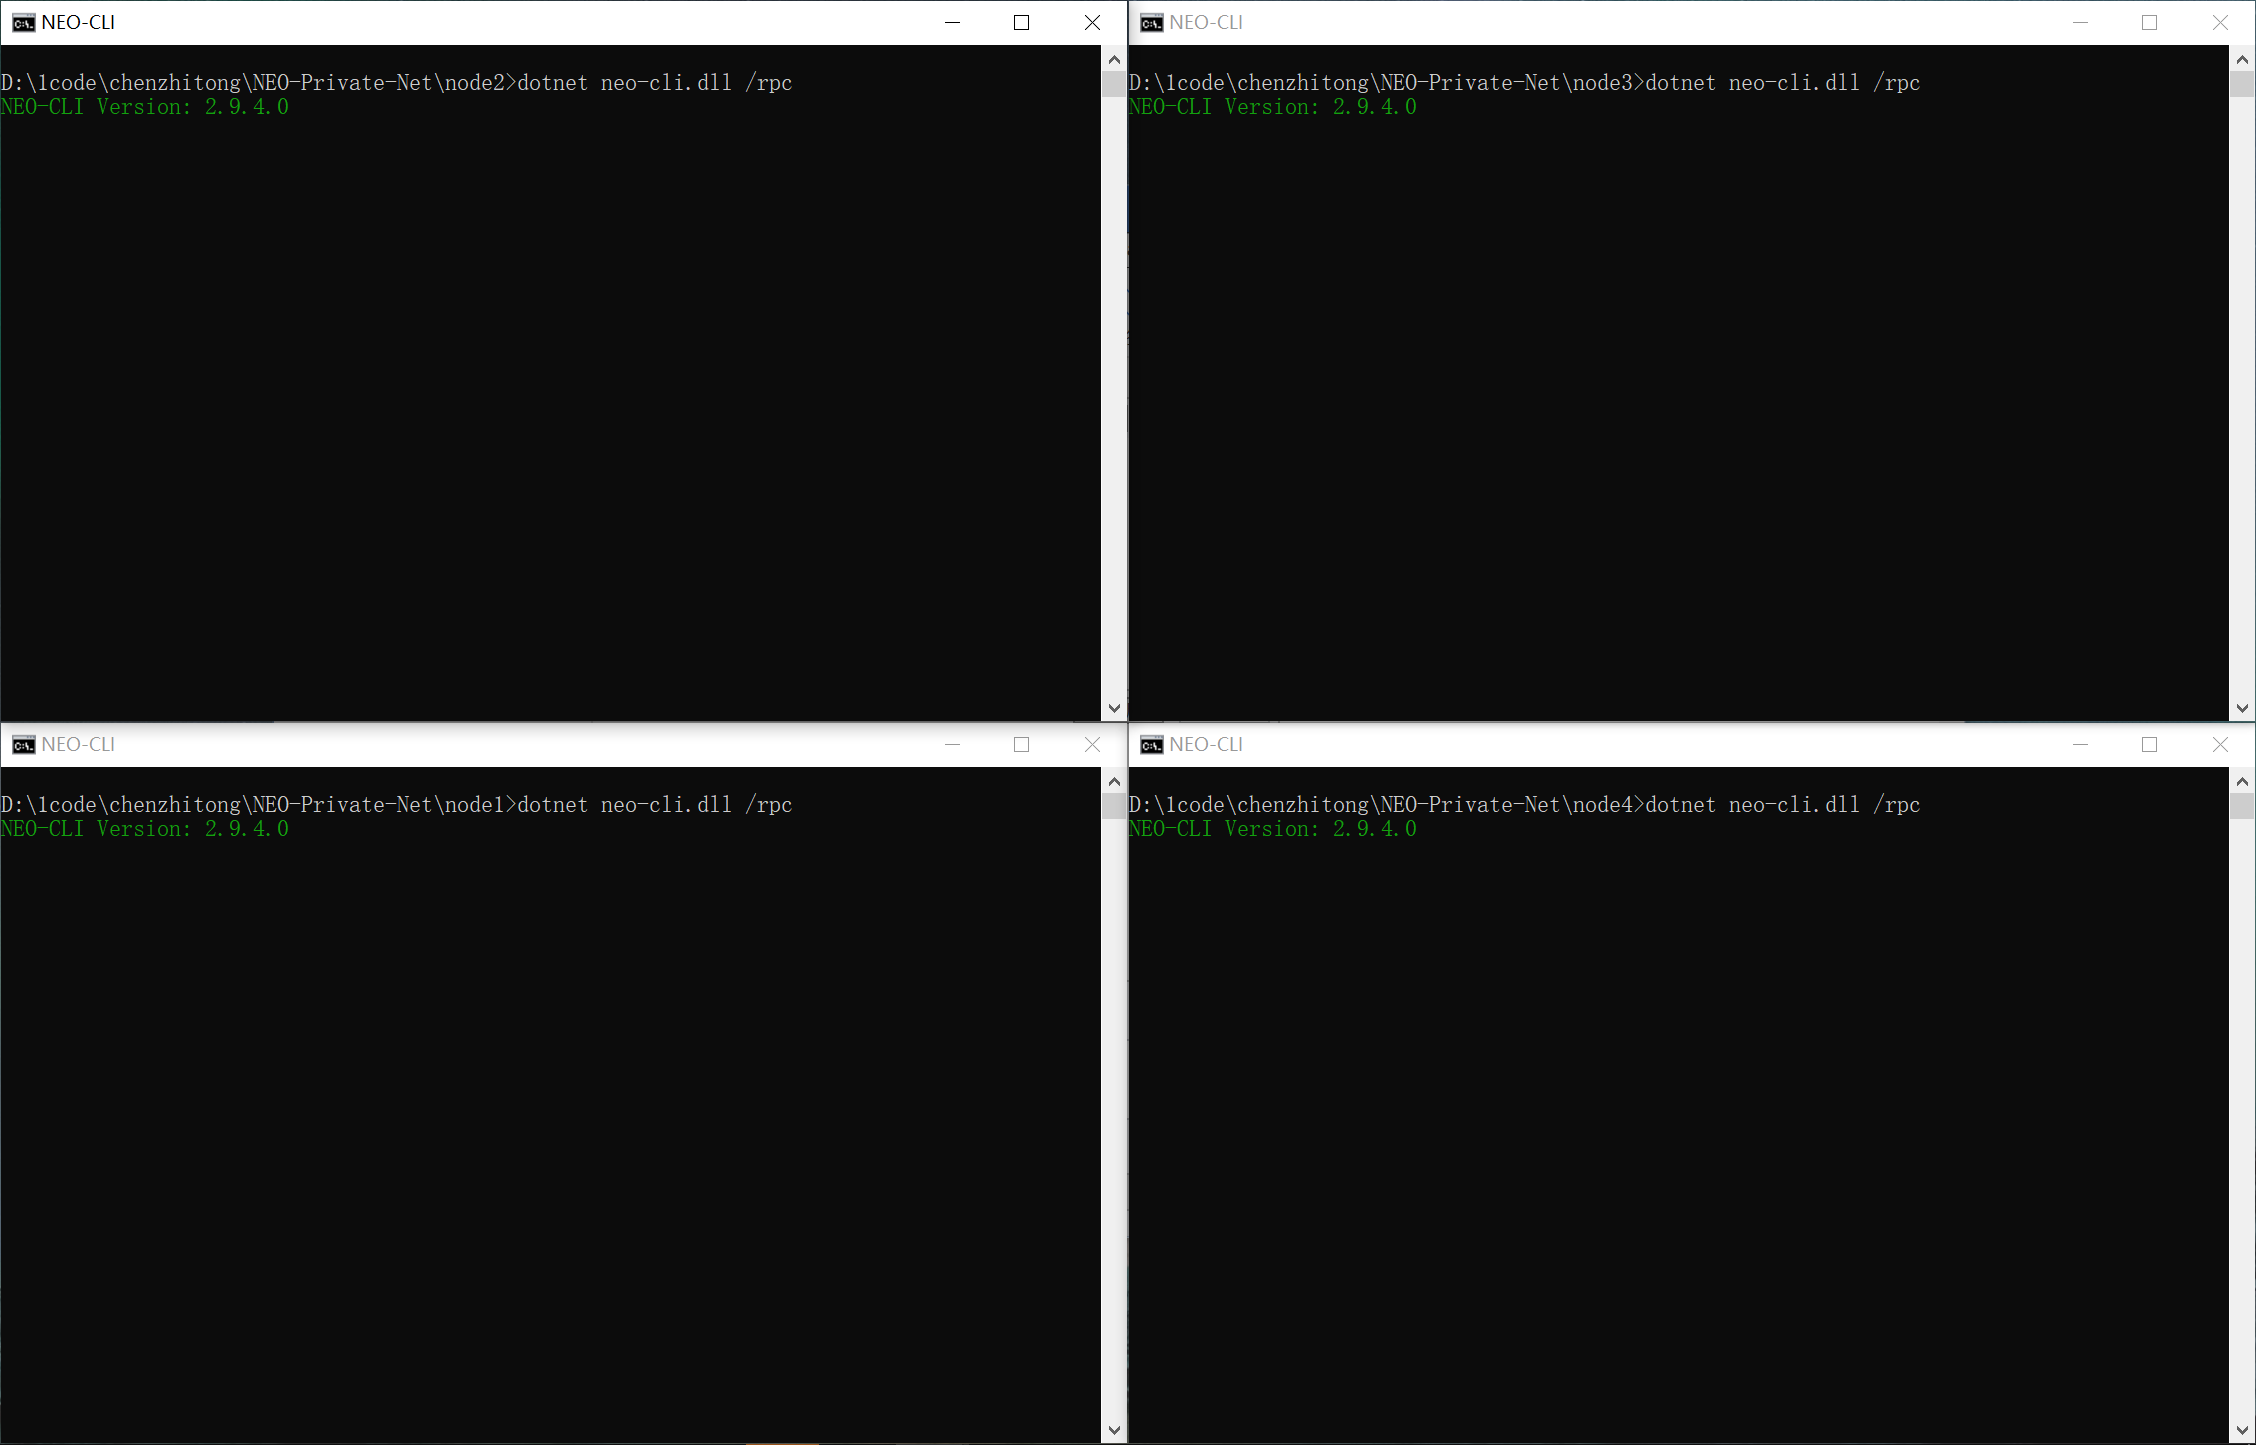 NEO-CLI
D:\1code\chenzhitong\NEO-Private-Net\node2>dotnet neo-cli.dll /rpc
NEO-CLI Version: 2.9.4.0
NEO-CLI
D:\1code\chenzhitong\NEO-Private-Net\node3>dotnet neo-cli.dll /rpc
NEO-CLI Version: 2.9.4.0
NEO-CLI
D:\1code\chenzhitong\NEO-Private-Net\node1>dotnet neo-cli.dll /rpc
NEO-CLI Version: 2.9.4.0
NEO-CLI
D:\1code\chenzhitong\NEO-Private-Net\node4>dotnet neo-cli.dll /rpc
NEO-CLI Version: 2.9.4.0